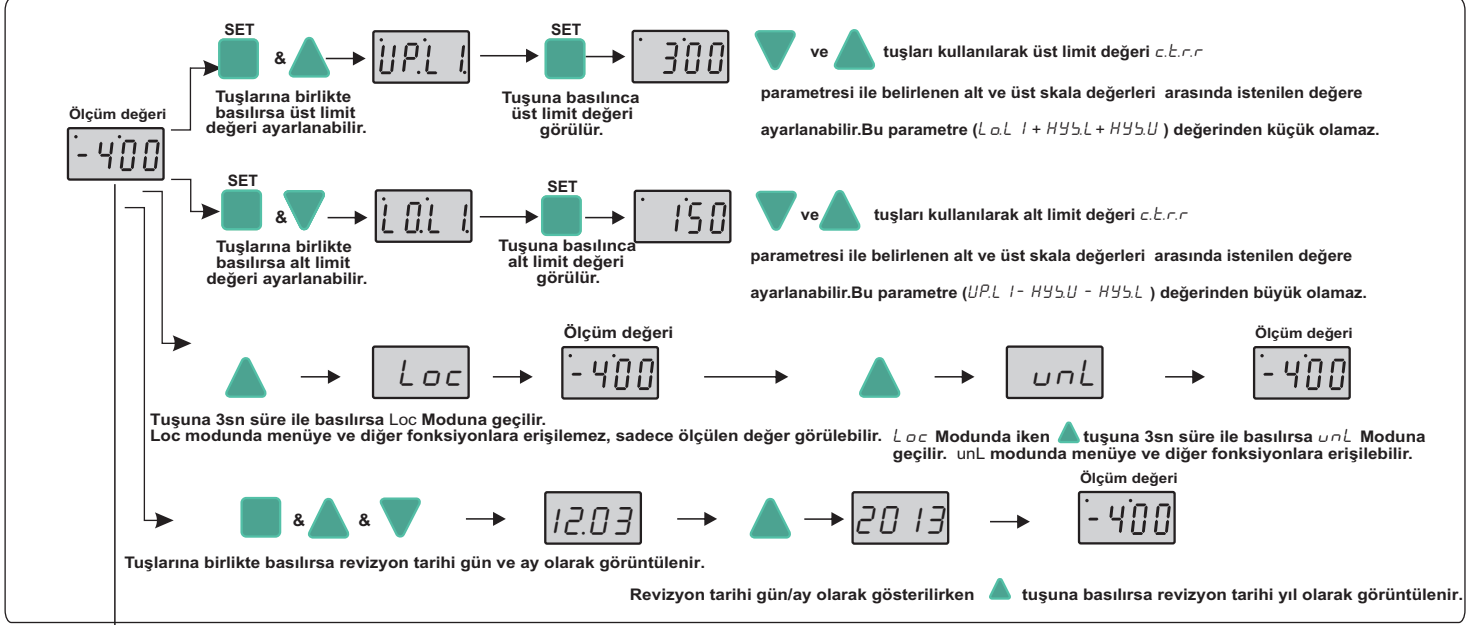 SET
&
UP.L 1.
SET
300
ve
tuşları kullanılarak üst limit değeri c.t.r.r
Tuşlarına birlikte
basılırsa üst limit
değeri ayarlanabilir.
Tuşuna basılınca
üst limit değeri
görülür.
parametresi ile belirlenen alt ve üst skala değerleri arasında istenilen değere
ayarlanabilir.Bu parametre (Lo.L 1 + HYS.L + HYS.U ) değerinden küçük olamaz.
Ölçüm değeri
- 400
SET
&
LO.L 1.
SET
150
ve
tuşları kullanılarak alt limit değeri c.t.r.r
Tuşlarına birlikte
basılırsa alt limit
değeri ayarlanabilir.
Tuşuna basılınca
alt limit değeri
görülür.
parametresi ile belirlenen alt ve üst skala değerleri arasında istenilen değere
ayarlanabilir.Bu parametre (UP.L 1 - HYS.U - HYS.L ) değerinden büyük olamaz.
Loc
Ölçüm değeri
- 400
unL
Ölçüm değeri
- 400
Tuşuna 3sn süre ile basılırsa Loc Moduna geçilir.
Loc modunda menüye ve diğer fonksiyonlara erişilemez, sadece ölçülen değer görülebilir.
Loc Modunda iken tuşuna 3sn süre ile basılırsa unL Moduna
geçilir. unL modunda menüye ve diğer fonksiyonlara erişilebilir.
& &
12.03
2013
Ölçüm değeri
- 400
Tuşlarına birlikte basılırsa revizyon tarihi gün ve ay olarak görüntülenir.
Revizyon tarihi gün/ay olarak gösterilirken tuşuna basılırsa revizyon tarihi yıl olarak görüntülenir.